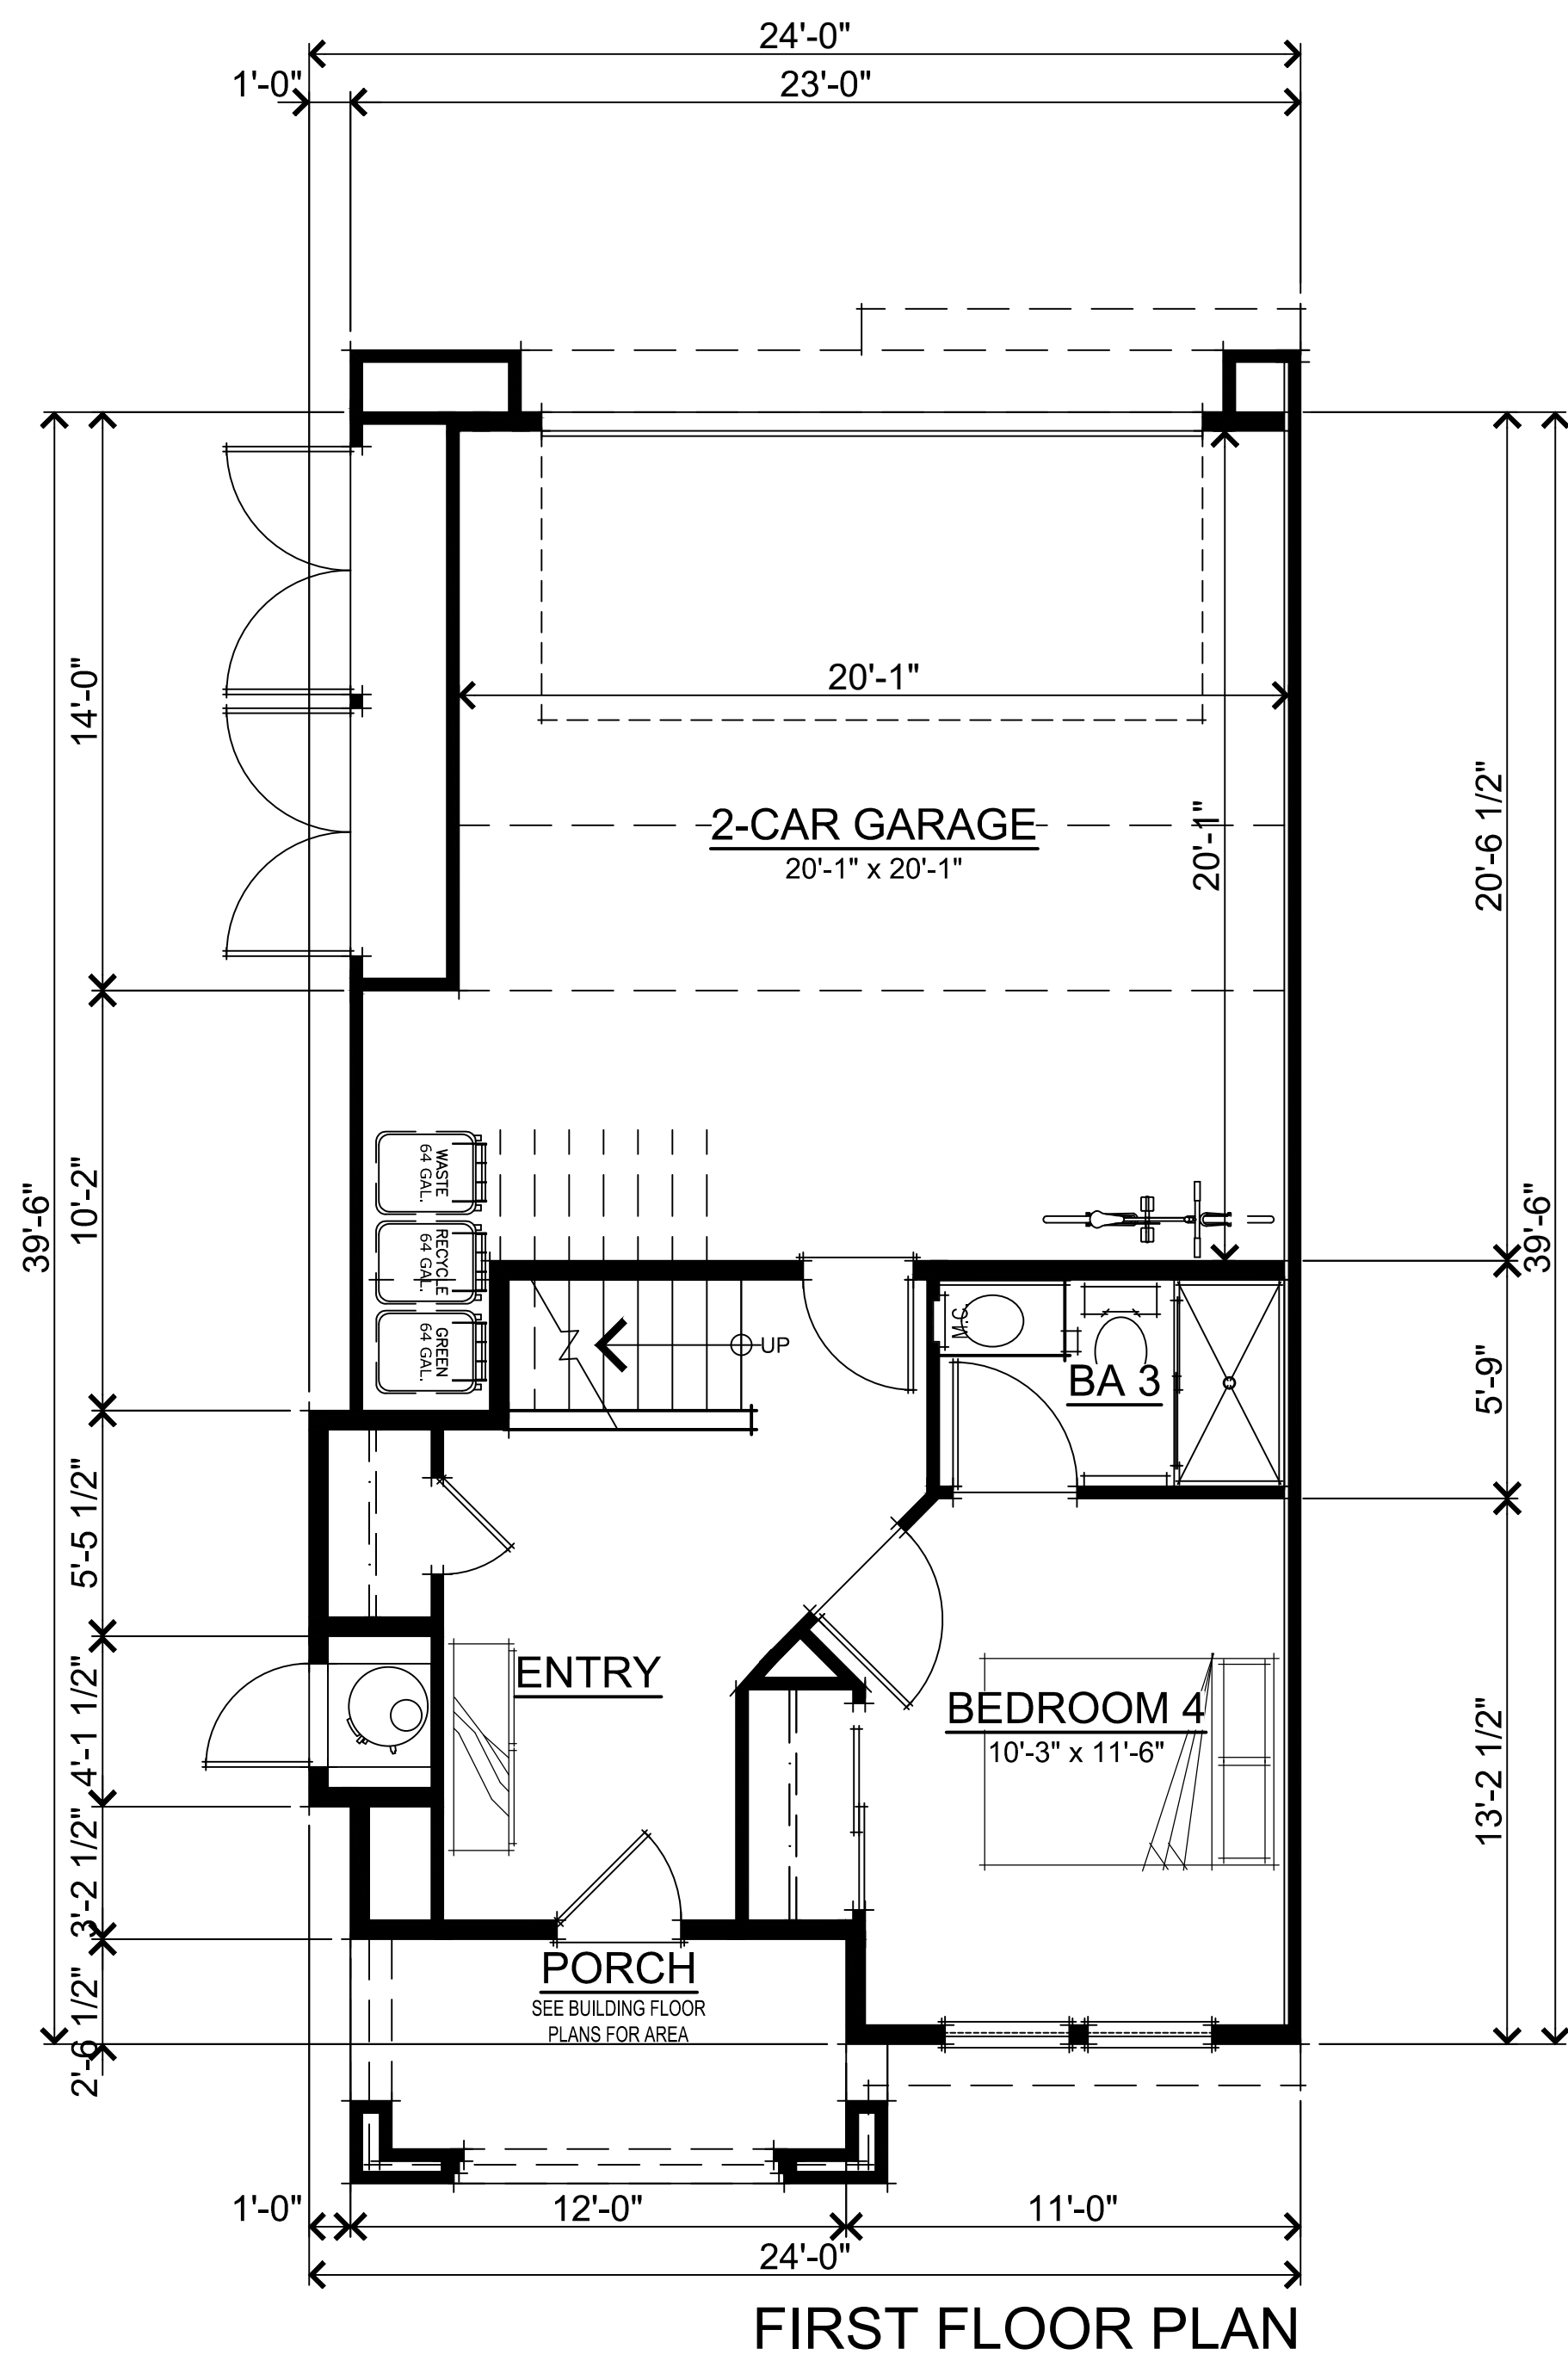 24'-0"
1'-0"
23'-0"
14'-0"
20'-1"
20'-6 1/2"
2-CAR GARAGE
20'-1" x 20'-1"
20'-1"
39'-6"
10'-2"
WASTE
64 GAL.
RECYCLE
64 GAL.
GREEN
64 GAL.
39'-6"
M.C.
UP
BA 3
5'-9"
5'-5 1/2"
ENTRY
BEDROOM 4
10'-3" x 11'-6"
4'-1 1/2"
13'-2 1/2"
3'-2 1/2"
PORCH
SEE BUILDING FLOOR
PLANS FOR AREA
2'-6 1/2"
1'-0"
12'-0"
11'-0"
24'-0"
FIRST FLOOR PLAN